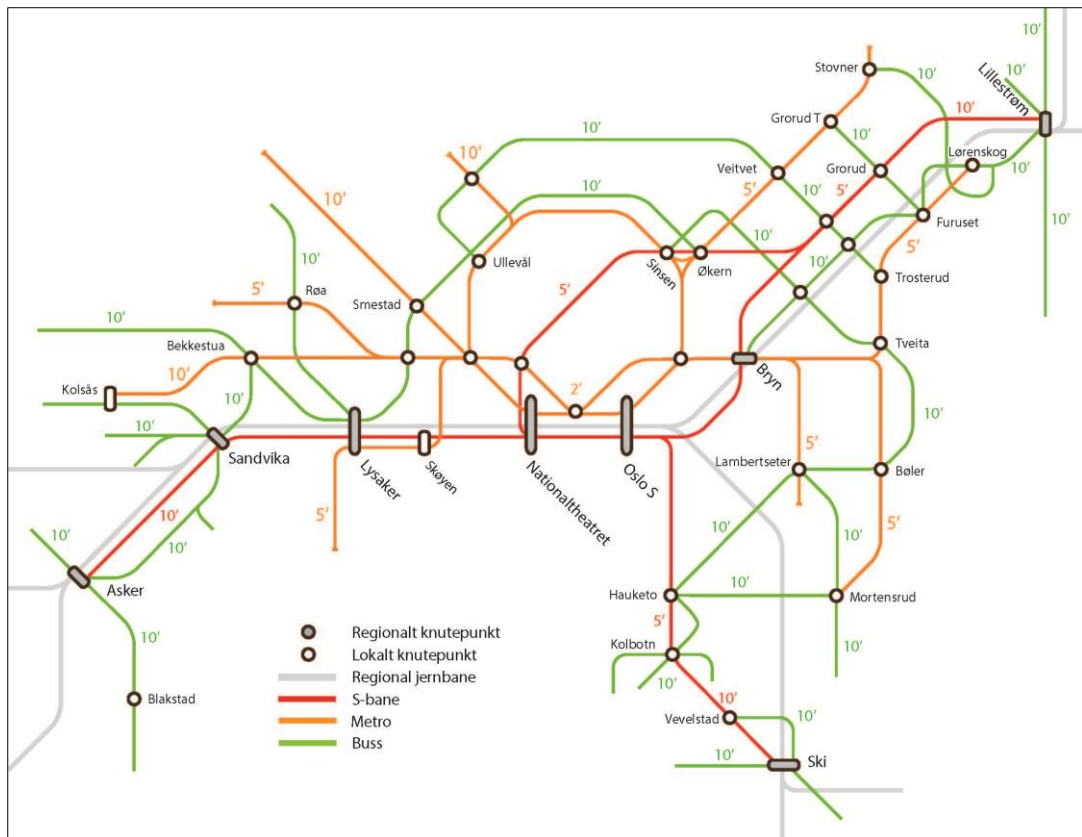 10'
Stovner
10'
10'
Lillestrøm
10'
Grorud T
10'
10'
10'
10'
Lørenskog
Veitvet
Grorud
10'
10'
5'
10'
5'
10'
10'
Furuset
10'
10'
10'
Ullevål
Sinsen
Økern
10'
5'
Trosterud
10'
5'
Røa
Smestad
5'
10'
Bekkestua
Tveita
Kolsås
10'
10'
2'
Bryn
10'
10'
Sandvika
Lysaker
Skøyen
Nationaltheatret
Oslo S
5'
Lambertseter
Bøler
10'
5'
5'
10'
10'
10'
10'
Asker
10'
Hauketo
10'
Mortensrud
10'
5'
Kolbotn
10'
10'
Regionalt knutepunkt
Lokalt knutepunkt
Regional jernbane
S-bane
Metro
Buss
Blakstad
10'
Vevelstad
10'
10'
Ski